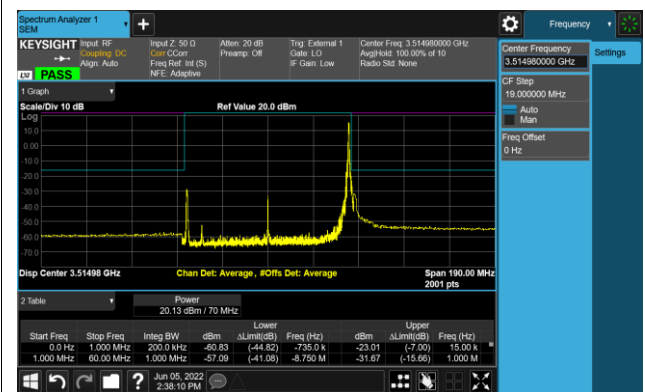 Spectrum Analyzer 1
SEM
Frequency
KEYSIGHT
Input: RF
Coupling: DC
Align: Auto
Input Z: 50 Ω
Corr CCorr
Freq Ref: Int (S)
NFE: Adaptive
Atten: 20 dB
Preamp: Off
Trig: External 1
Gate: LO
IF Gain: Low
Center Freq: 3.514980000 GHz
Avg|Hold: 100.00% of 10
Radio Std: None
LXI PASS
Center Frequency
3.514980000 GHz
Settings
CF Step
19.000000 MHz
Auto
Man
Freq Offset
0 Hz
1 Graph
Scale/Div 10 dB
Ref Value 20.0 dBm
Log
10.0
0.00
-10.0
-20.0
-30.0
-40.0
-50.0
-60.0
-70.0
Disp Center 3.51498 GHz
Chan Det: Average, #Offs Det: Average
Span 190.00 MHz
2001 pts
2 Table
Power
20.13 dBm / 70 MHz
Lower
Upper
Start Freq Stop Freq Integ BW dBm ΔLimit(dB) Freq (Hz) dBm ΔLimit(dB) Freq (Hz)
0.0 Hz 1.000 MHz 200.0 kHz -60.83 (-44.82) -735.0 k -23.01 (-7.00) 15.00 k
1.000 MHz 60.00 MHz 1.000 MHz -57.09 (-41.08) -8.750 M -31.67 (-15.66) 1.000 M
Jun 05, 2022
2:38:10 PM